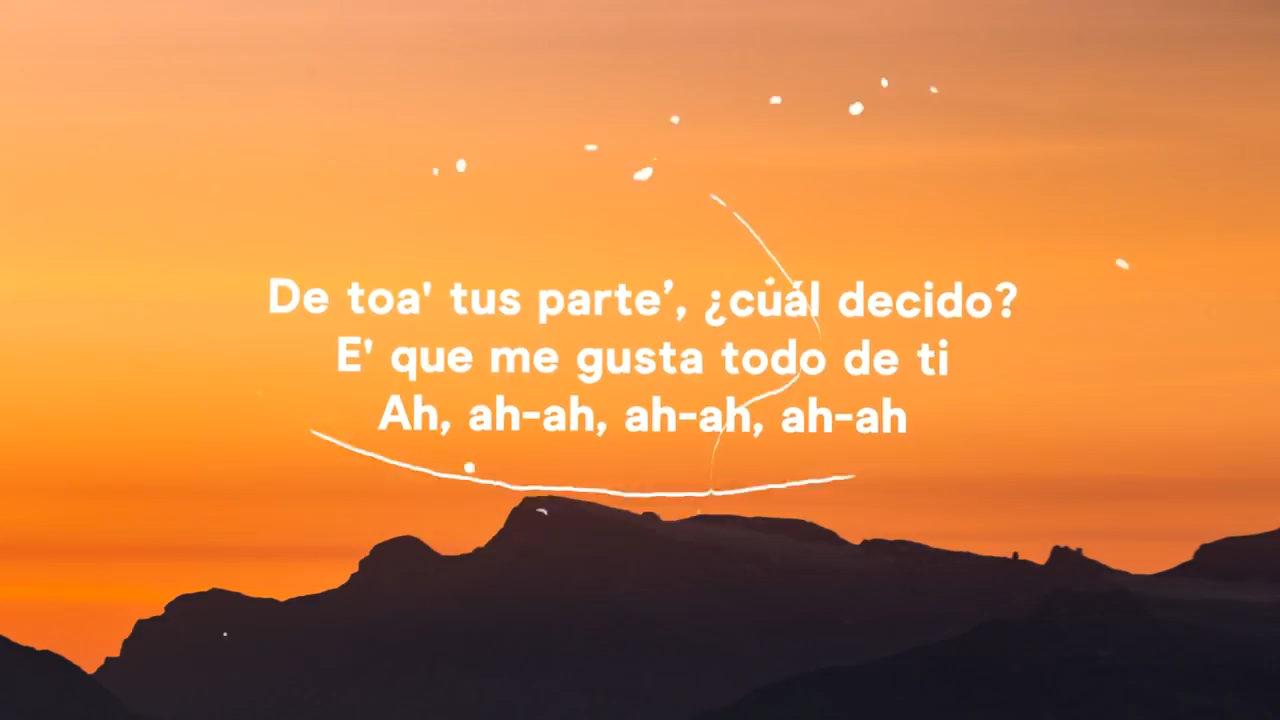 De toa' tus parte’, ¿cuál decido?
E' que me gusta todo de ti
Ah, ah-ah, ah-ah, ah-ah